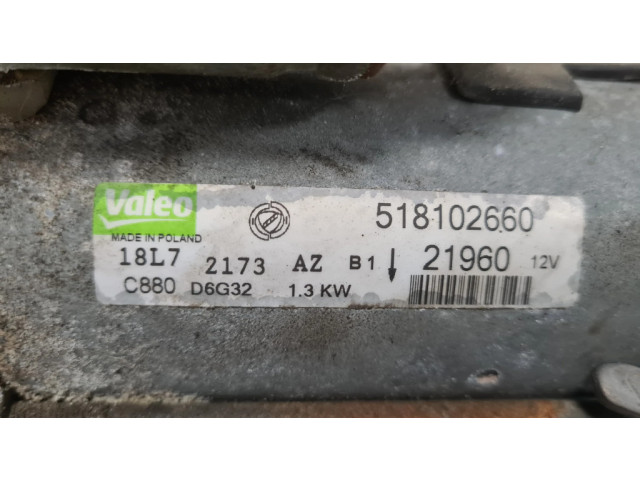 Valeo
MADE IN POLAND
518102660
18L7 2173 AZ B1 21960 12V
C880 D6G32 1.3 KW